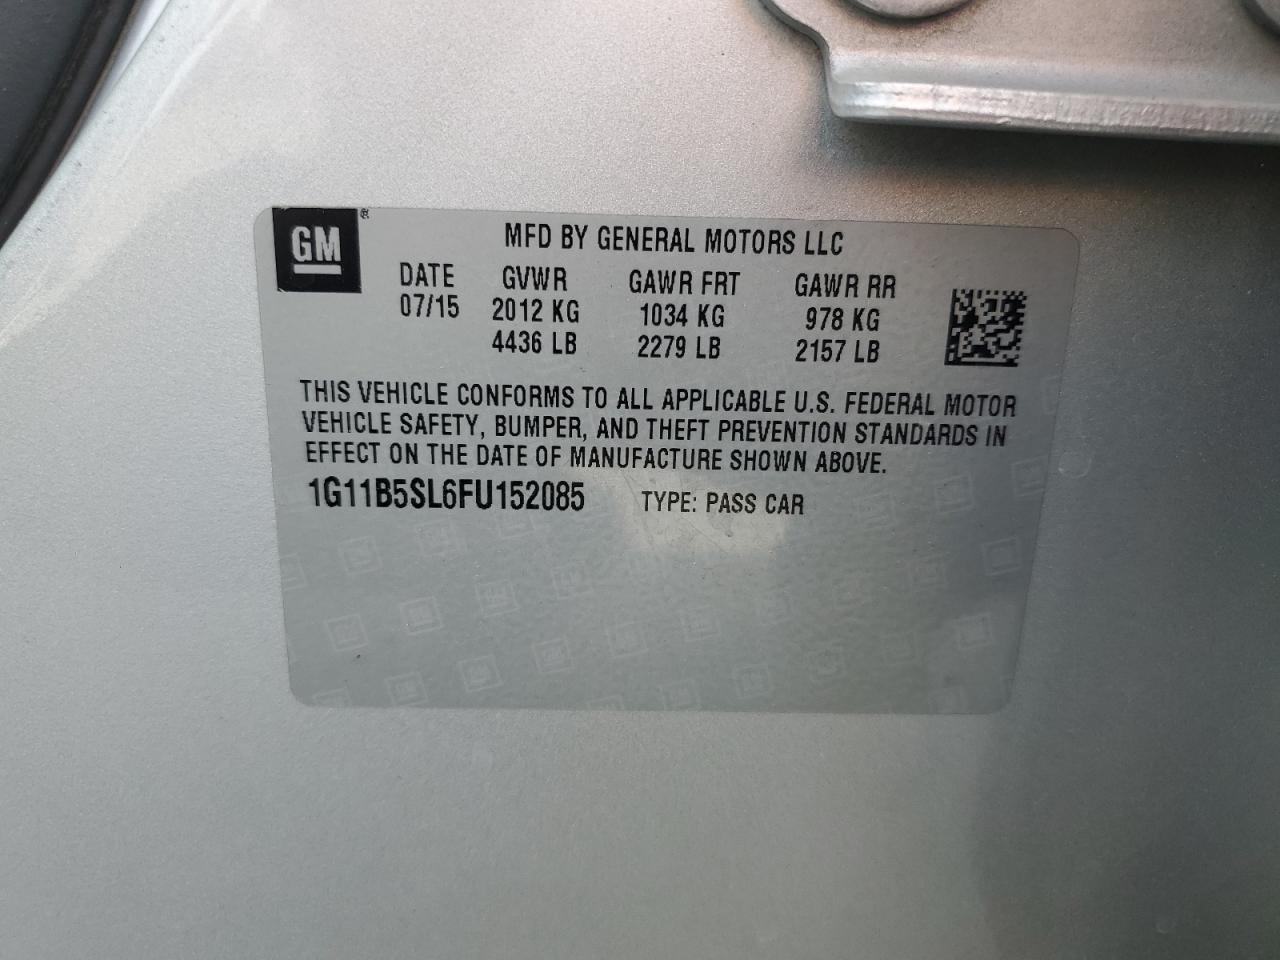 GM ®
MFD BY GENERAL MOTORS LLC
DATE GVWR GAWR FRT GAWR RR
07/15 2012 KG 1034 KG 978 KG
4436 LB 2279 LB 2157 LB
THIS VEHICLE CONFORMS TO ALL APPLICABLE U.S. FEDERAL MOTOR
VEHICLE SAFETY, BUMPER, AND THEFT PREVENTION STANDARDS IN
EFFECT ON THE DATE OF MANUFACTURE SHOWN ABOVE.
1G11B5SL6FU152085 TYPE: PASS CAR